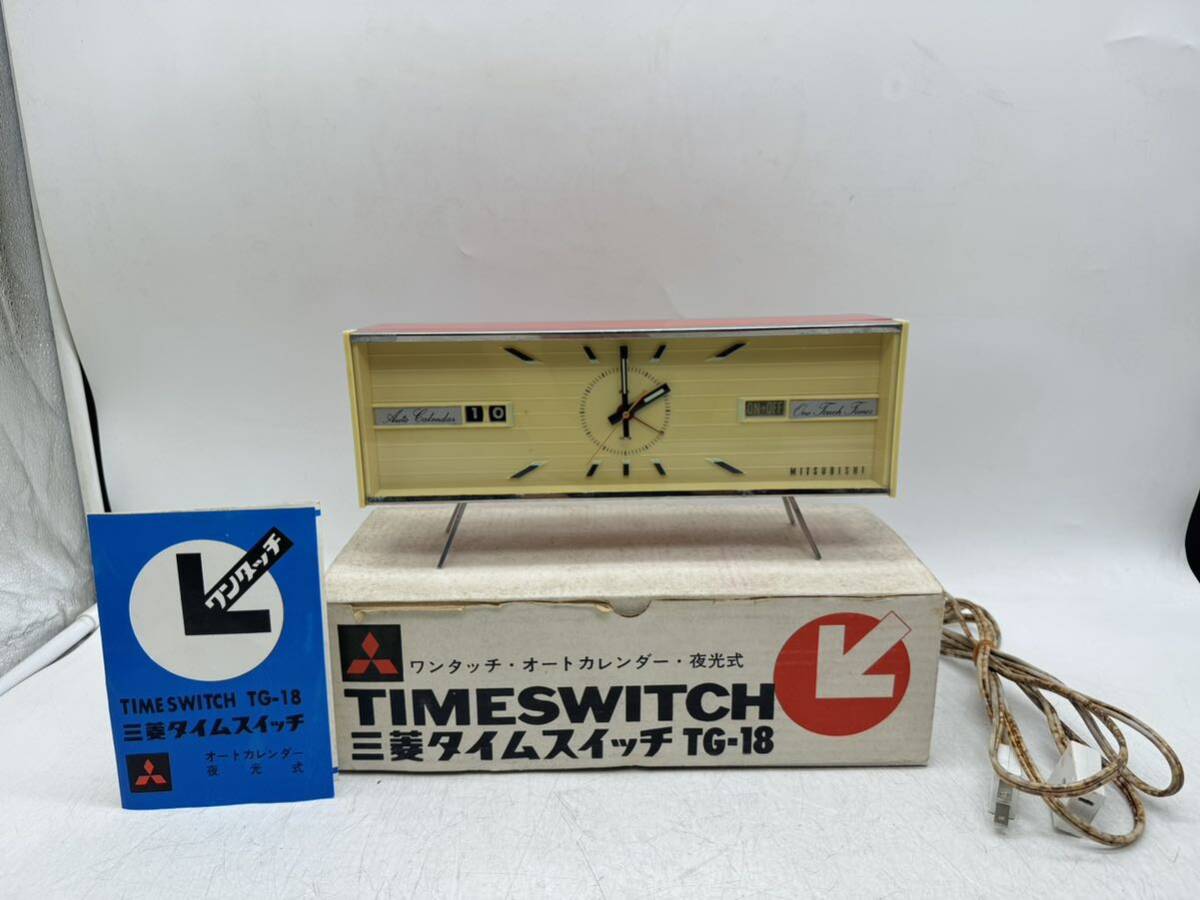 Auto Calendar
10
ON-OFF
One Touch Timer
MITSUBISHI
ワンタッチ
TIME SWITCH TG-18
三菱タイムスイッチ
オートカレンダー
夜光式
ワンタッチ・オートカレンダー・夜光式
TIMESWITCH
三菱タイムスイッチ TG-18